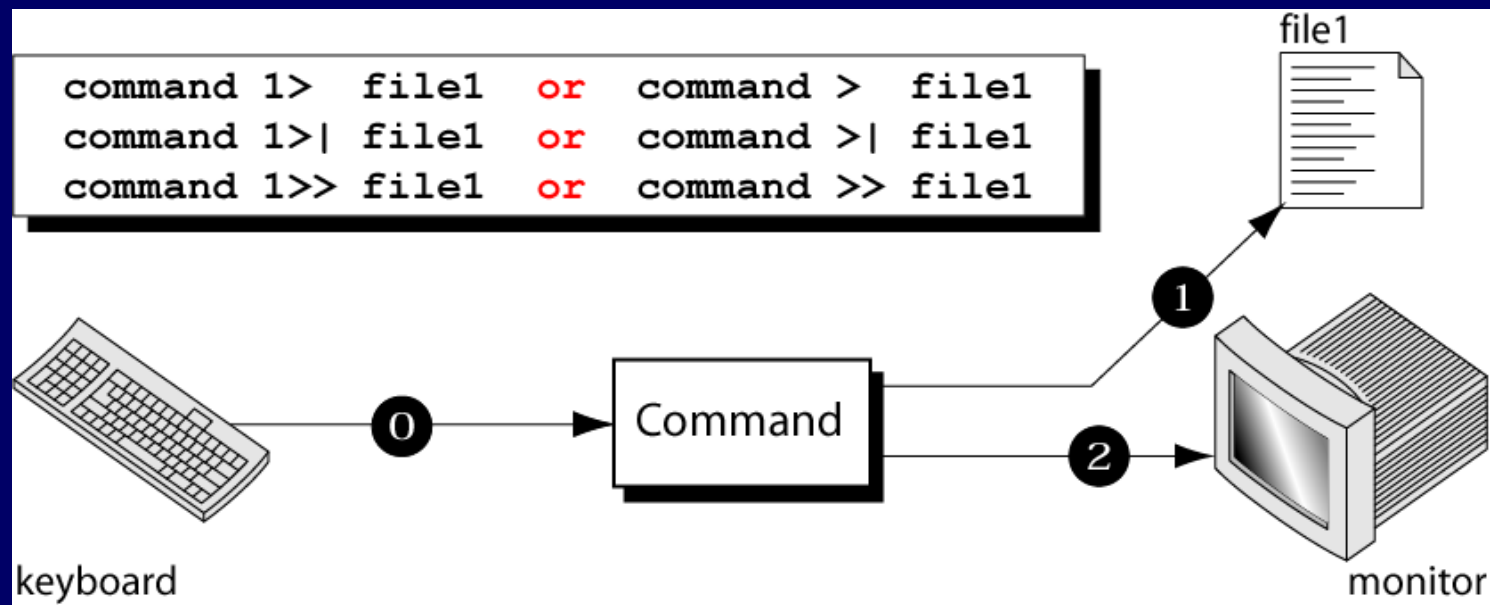 file1
command 1> file1 or command > file1
command 1>| file1 or command >| file1
command 1>> file1 or command >> file1
1
0
Command
2
keyboard
monitor